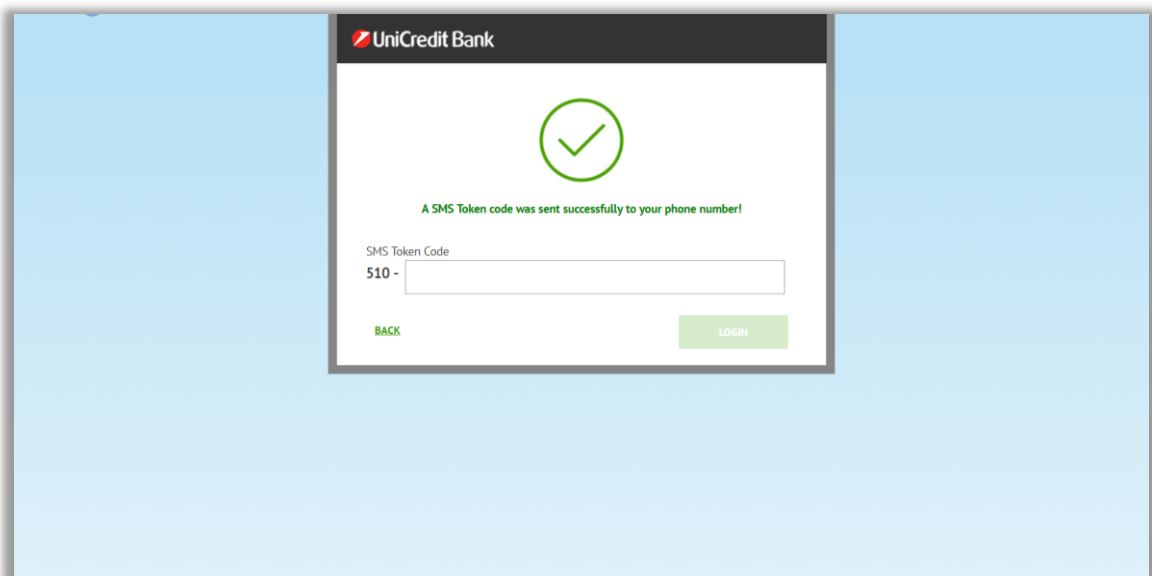 UniCredit Bank
A SMS Token code was sent successfully to your phone number!
SMS Token Code
510 -
BACK
LOGIN